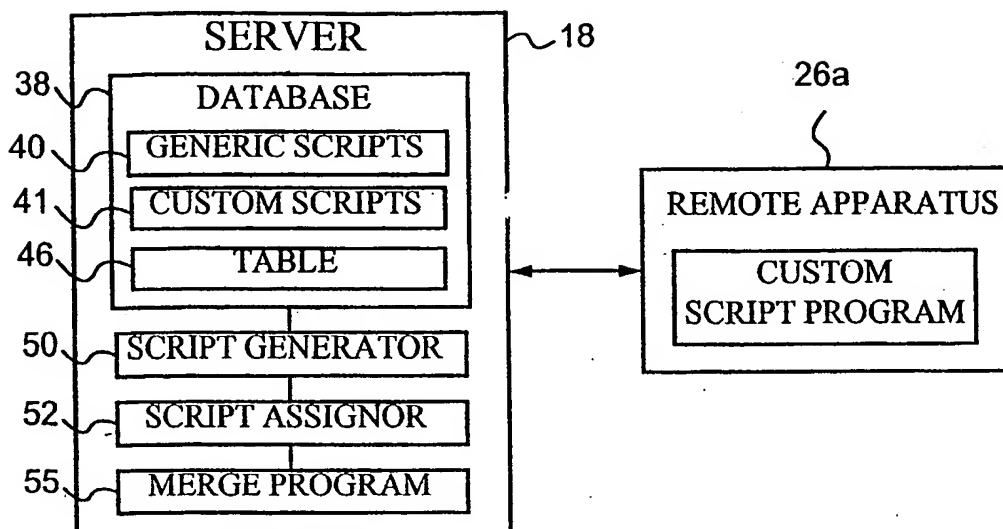 SERVER
18
38
DATABASE
40
GENERIC SCRIPTS
41
CUSTOM SCRIPTS
46
TABLE
50
SCRIPT GENERATOR
52
SCRIPT ASSIGNOR
55
MERGE PROGRAM
26a
REMOTE APPARATUS
CUSTOM
SCRIPT PROGRAM